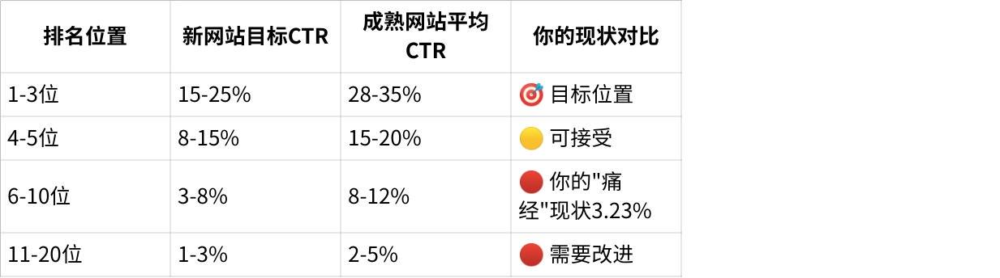 排名位置 新网站目标CTR 成熟网站平均CTR 你的现状对比
1-3位 15-25% 28-35% 🎯 目标位置
4-5位 8-15% 15-20% 🟡 可接受
6-10位 3-8% 8-12% 🔴 你的"痛经"现状3.23%
11-20位 1-3% 2-5% 🔴 需要改进